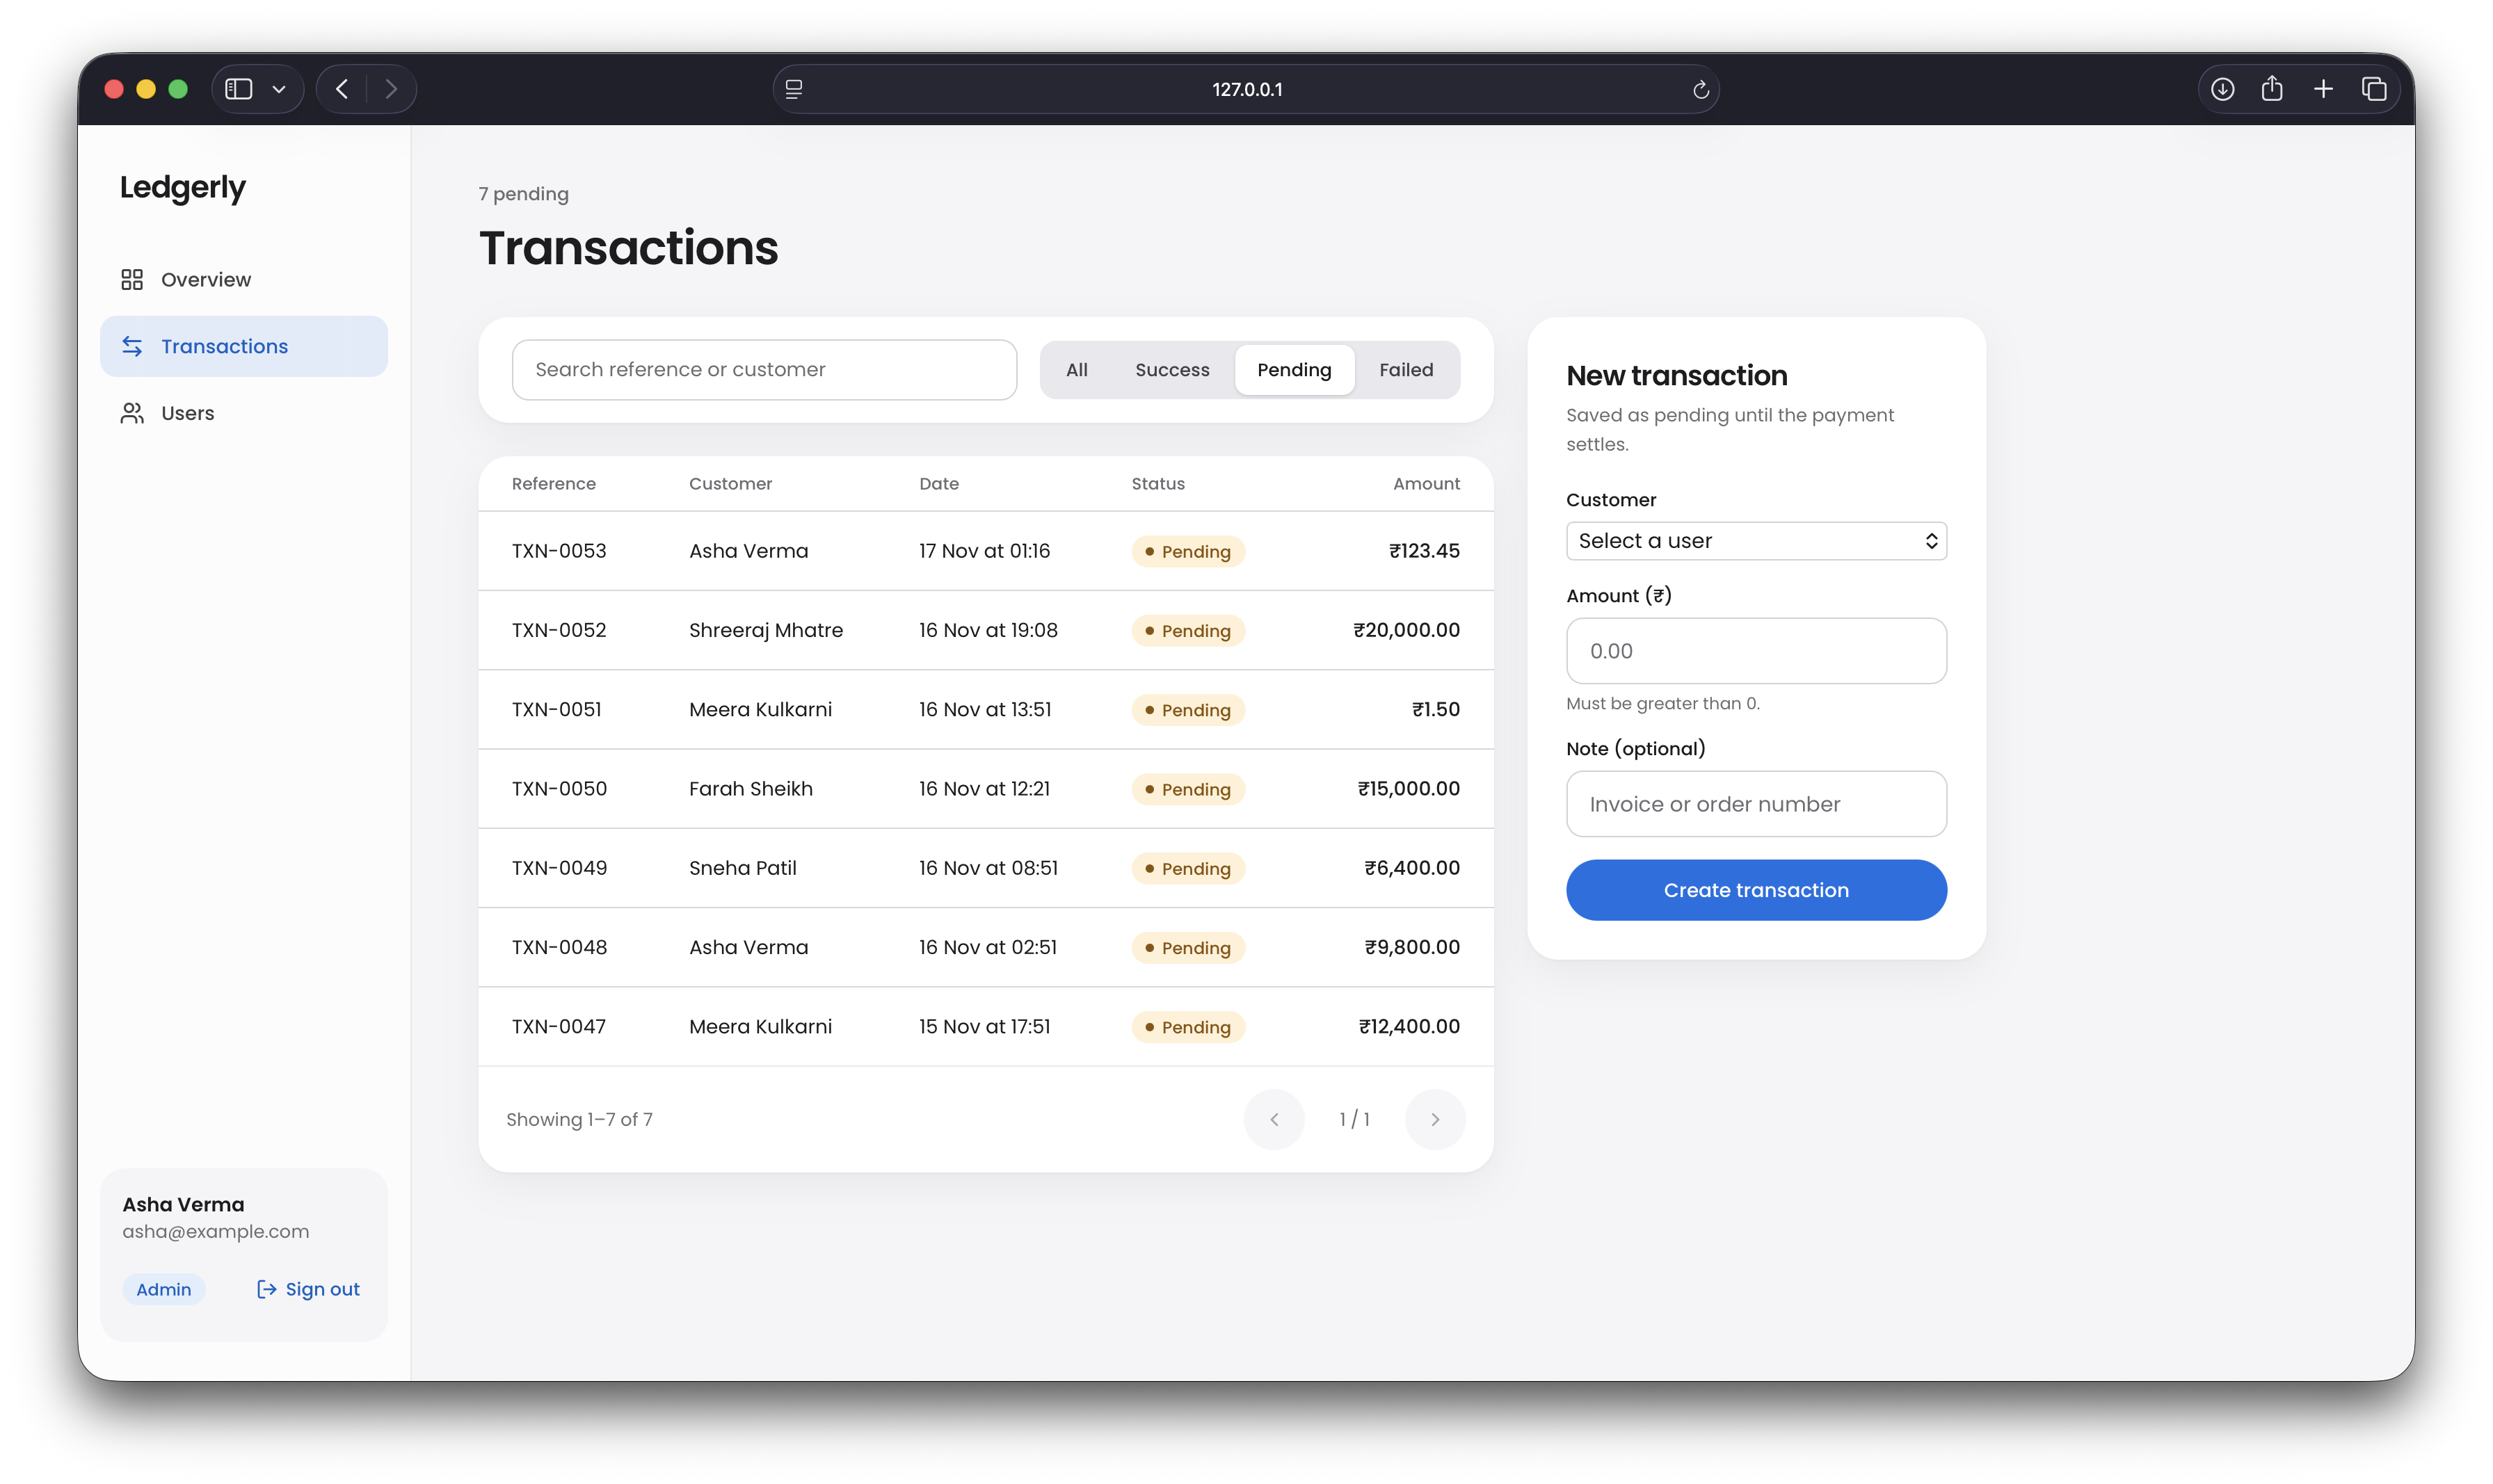 127.0.0.1
Ledgerly
Overview
Transactions
Users
Asha Verma
asha@example.com
Admin
Sign out
7 pending
Transactions
Search reference or customer
All Success Pending Failed
Reference Customer Date Status Amount
TXN-0053 Asha Verma 17 Nov at 01:16 Pending ₹123.45
TXN-0052 Shreeraj Mhatre 16 Nov at 19:08 Pending ₹20,000.00
TXN-0051 Meera Kulkarni 16 Nov at 13:51 Pending ₹1.50
TXN-0050 Farah Sheikh 16 Nov at 12:21 Pending ₹15,000.00
TXN-0049 Sneha Patil 16 Nov at 08:51 Pending ₹6,400.00
TXN-0048 Asha Verma 16 Nov at 02:51 Pending ₹9,800.00
TXN-0047 Meera Kulkarni 15 Nov at 17:51 Pending ₹12,400.00
Showing 1–7 of 7
1 / 1
New transaction
Saved as pending until the payment
settles.
Customer
Select a user
Amount (₹)
0.00
Must be greater than 0.
Note (optional)
Invoice or order number
Create transaction